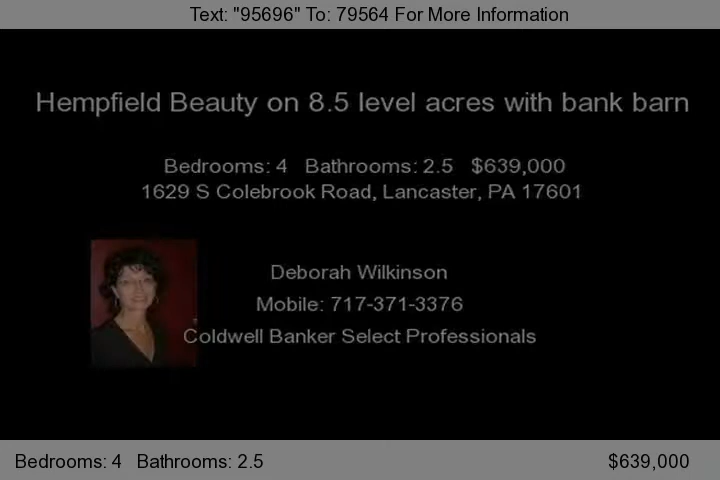 Text: "95696" To: 79564 For More Information
Hempfield Beauty on 8.5 level acres with bank barn
Bedrooms: 4 Bathrooms: 2.5 $639,000
1629 S Colebrook Road, Lancaster, PA 17601
Deborah Wilkinson
Mobile: 717-371-3376
Coldwell Banker Select Professionals
Bedrooms: 4 Bathrooms: 2.5 $639,000